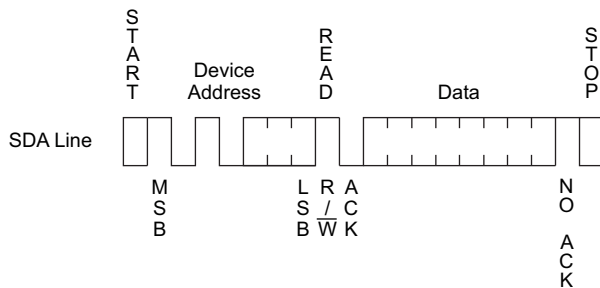 START
Device
Address
READ
Data
STOP
SDA Line
MSB
LSB
R/W̅
ACK
NO ACK